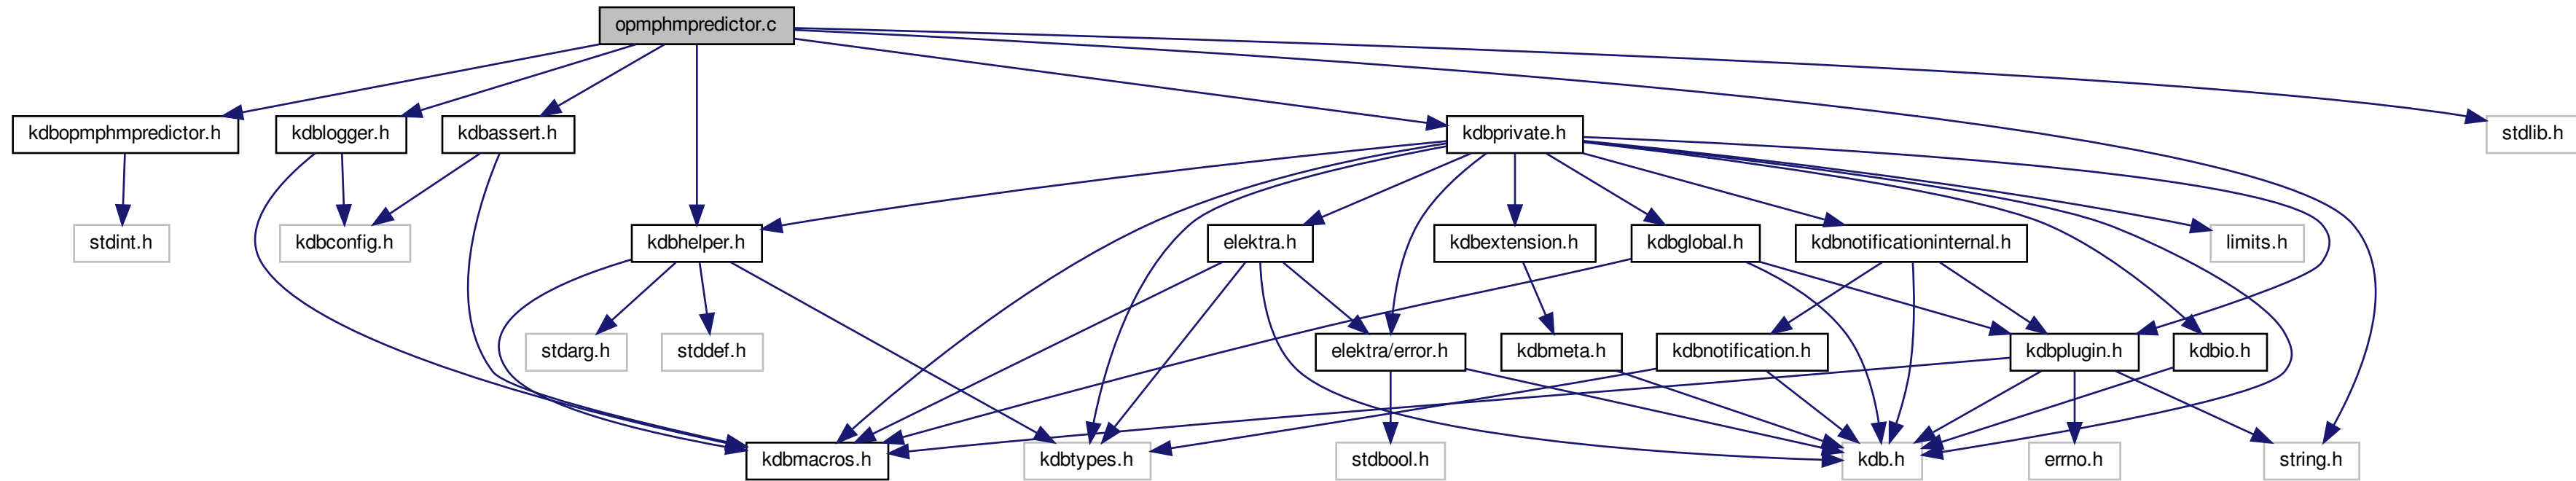 opmphmpredictor.c
kdbopmphmpredictor.h
kdblogger.h
kdbassert.h
kdbprivate.h
stdlib.h
stdint.h
kdbconfig.h
kdbhelper.h
elektra.h
kdbextension.h
kdbglobal.h
kdbnotificationinternal.h
limits.h
stdarg.h
stddef.h
elektra/error.h
kdbmeta.h
kdbnotification.h
kdbplugin.h
kdbio.h
kdbmacros.h
kdbtypes.h
stdbool.h
kdb.h
errno.h
string.h